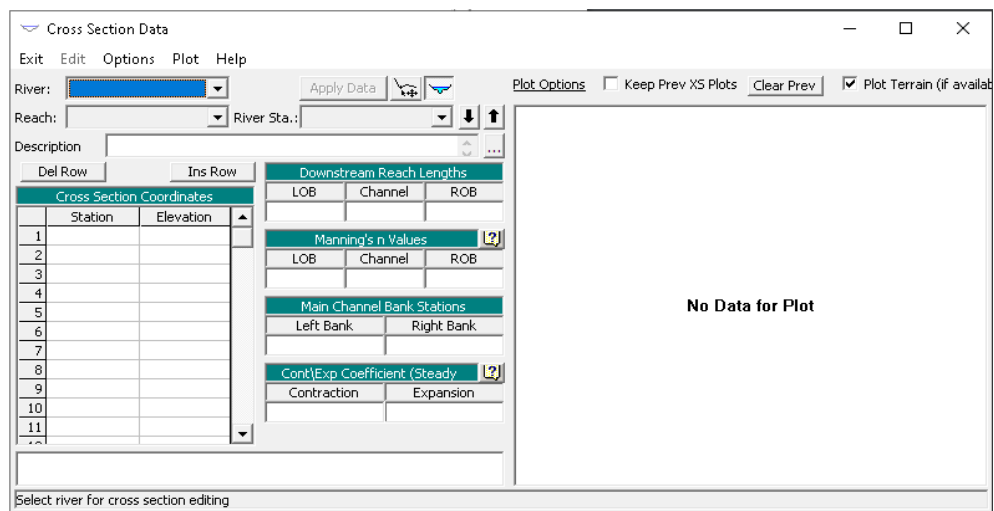 Cross Section Data
Exit Edit Options Plot Help
River:
Apply Data
Plot Options Keep Prev XS Plots Clear Prev Plot Terrain (if availab
Reach: River Sta.:
Description ...
Del Row Ins Row
Cross Section Coordinates
Station Elevation
1
2
3
4
5
6
7
8
9
10
11
Downstream Reach Lengths
LOB Channel ROB
Manning's n Values ?
LOB Channel ROB
Main Channel Bank Stations
Left Bank Right Bank
Cont\Exp Coefficient (Steady ?
Contraction Expansion
No Data for Plot
Select river for cross section editing